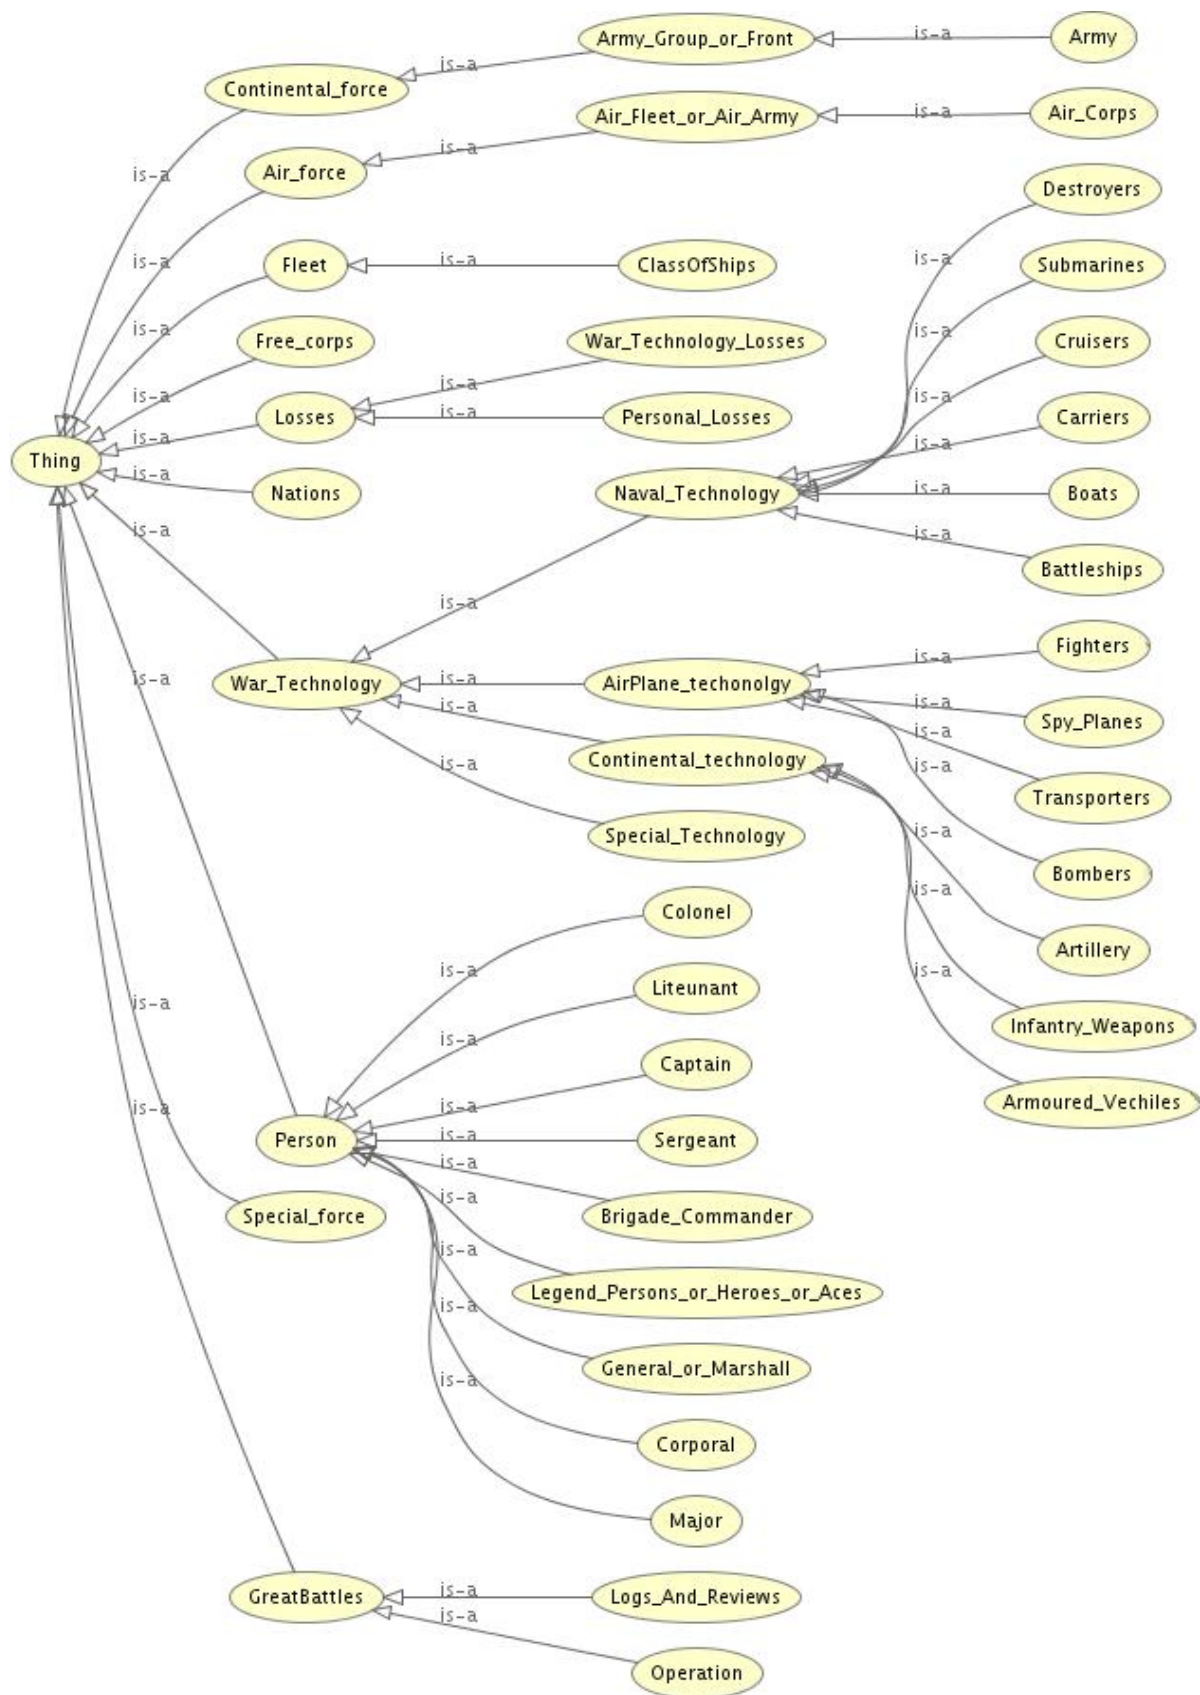 Army_Group_or_Front
is-a
Army
is-a
Continental_force
Air_Fleet_or_Air_Army
is-a
Air_Corps
is-a
Air_force
is-a
Destroyers
is-a
Fleet
is-a
ClassOfShips
is-a
Submarines
is-a
is-a
Free_corps
War_Technology_Losses
is-a
Cruisers
is-a
is-a
Losses
is-a
Personal_Losses
Carriers
is-a
is-a
Thing
is-a
Nations
Naval_Technology
is-a
Boats
is-a
is-a
Battleships
is-a
Fighters
is-a
is-a
War_Technology
is-a
AirPlane_techonolgy
is-a
Spy_Planes
is-a
is-a
Continental_technology
is-a
is-a
Transporters
Special_Technology
is-a
Bombers
is-a
Colonel
Artillery
is-a
is-a
Liteunant
is-a
Infantry_Weapons
is-a
Captain
Armoured_Vechiles
is-a
is-a
Person
is-a
Sergeant
is-a
is-a
Special_force
Brigade_Commander
is-a
Legend_Persons_or_Heroes_or_Aces
is-a
General_or_Marshall
is-a
Corporal
Major
GreatBattles
is-a
Logs_And_Reviews
is-a
Operation